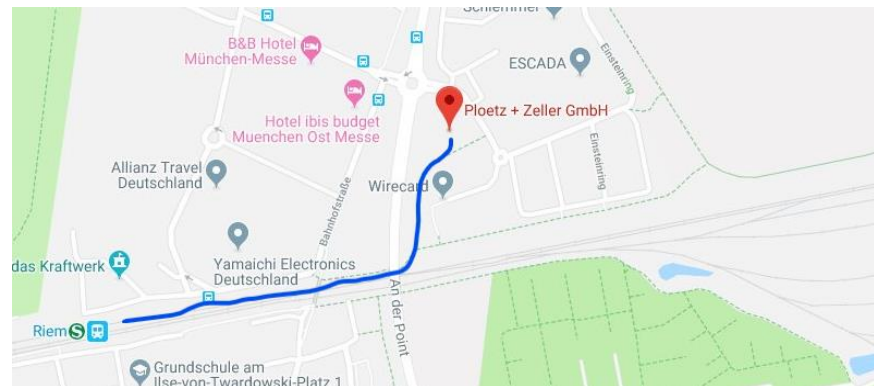 Schlemmer
B&B Hotel
München-Messe
ESCADA
Einsteinring
Hotel ibis budget
Muenchen Ost Messe
Ploetz + Zeller GmbH
Allianz Travel
Deutschland
Wirecard
Einsteinring
Bahnhofstraße
das Kraftwerk
Yamaichi Electronics
Deutschland
An der Point
Riem S
Grundschule am
Ilse-von-Twardowski-Platz 1